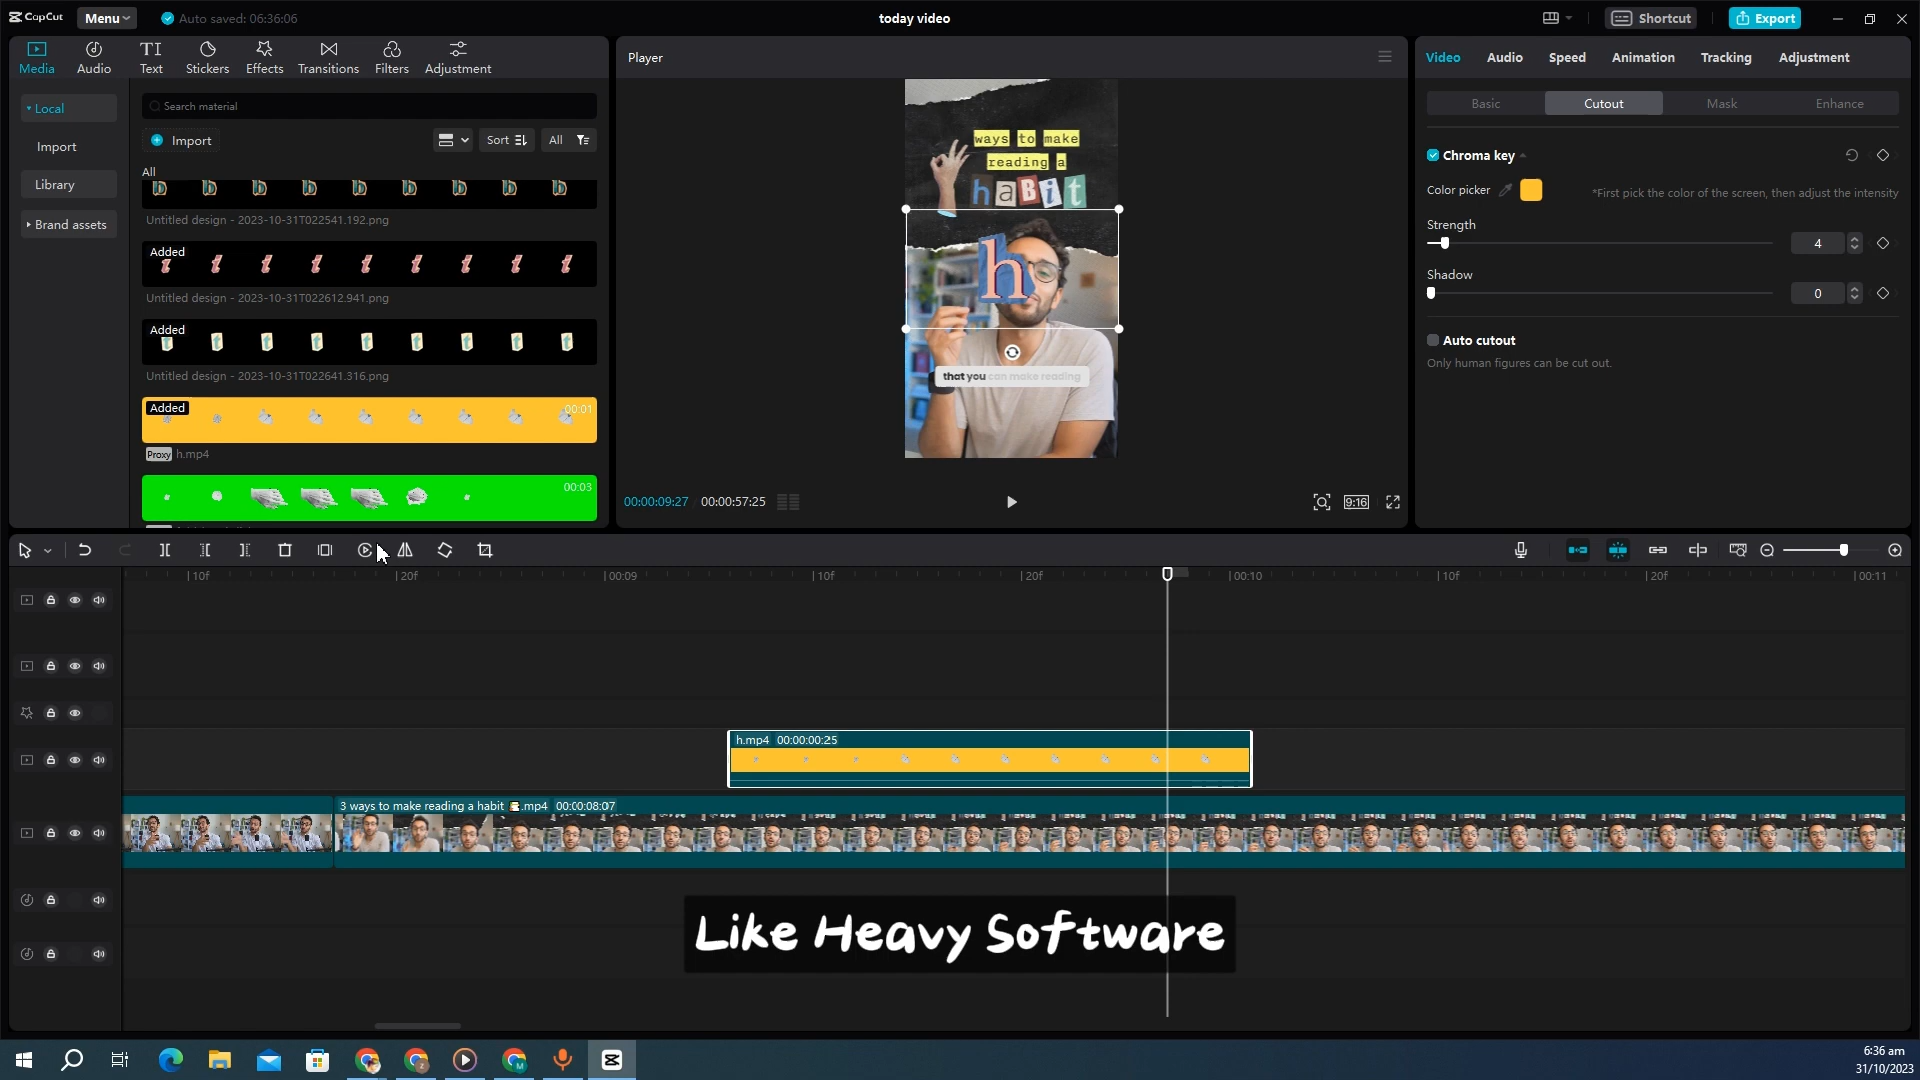 CapCut
Menu
Auto saved: 06:36:06
today video
Shortcut
Export
Media
Audio
Text
Stickers
Effects
Transitions
Filters
Adjustment
Local
Import
Library
Brand assets
Search material
Import
Sort
All
All
Untitled design - 2023-10-31T022541.192.png
Added
Untitled design - 2023-10-31T022612.941.png
Added
Untitled design - 2023-10-31T022641.316.png
Added
00:01
Proxy h.mp4
00:03
Player
ways to make
reading a
haBit
h
that you can make reading
00:00:09:27
00:00:57:25
9:16
Video
Audio
Speed
Animation
Tracking
Adjustment
Basic
Cutout
Mask
Enhance
Chroma key
Color picker
*First pick the color of the screen, then adjust the intensity
Strength
4
Shadow
0
Auto cutout
Only human figures can be cut out.
10f
20f
00:09
10f
20f
00:10
10f
20f
00:11
h.mp4 00:00:00:25
3 ways to make reading a habit .mp4 00:00:08:07
Like Heavy Software
6:36 am
31/10/2023